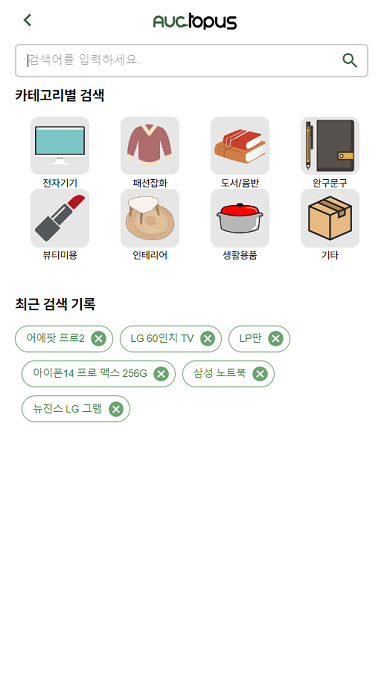 Auctopus
검색어를 입력하세요.
카테고리별 검색
전자기기 패션잡화 도서/음반 완구문구
뷰티미용 인테리어 생활용품 기타
최근 검색 기록
어에팟 프로2 LG 60인치 TV LP판
아이폰14 프로 맥스 256G 삼성 노트북
뉴진스 LG 그램